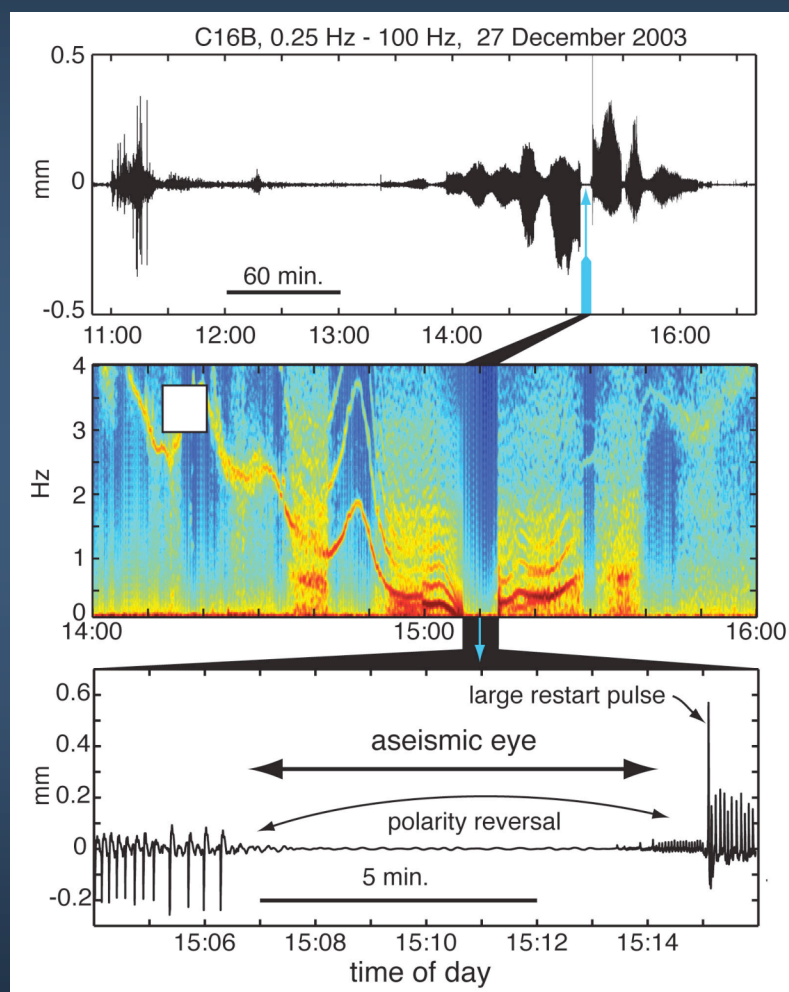 C16B, 0.25 Hz - 100 Hz, 27 December 2003
0.5
mm
0
60 min.
-0.5
11:00 12:00 13:00 14:00 16:00
4
3
Hz
2
1
0
14:00 15:00 16:00
0.6
large restart pulse
0.4
aseismic eye
mm
0.2
polarity reversal
0
5 min.
-0.2
15:06 15:08 15:10 15:12 15:14
time of day